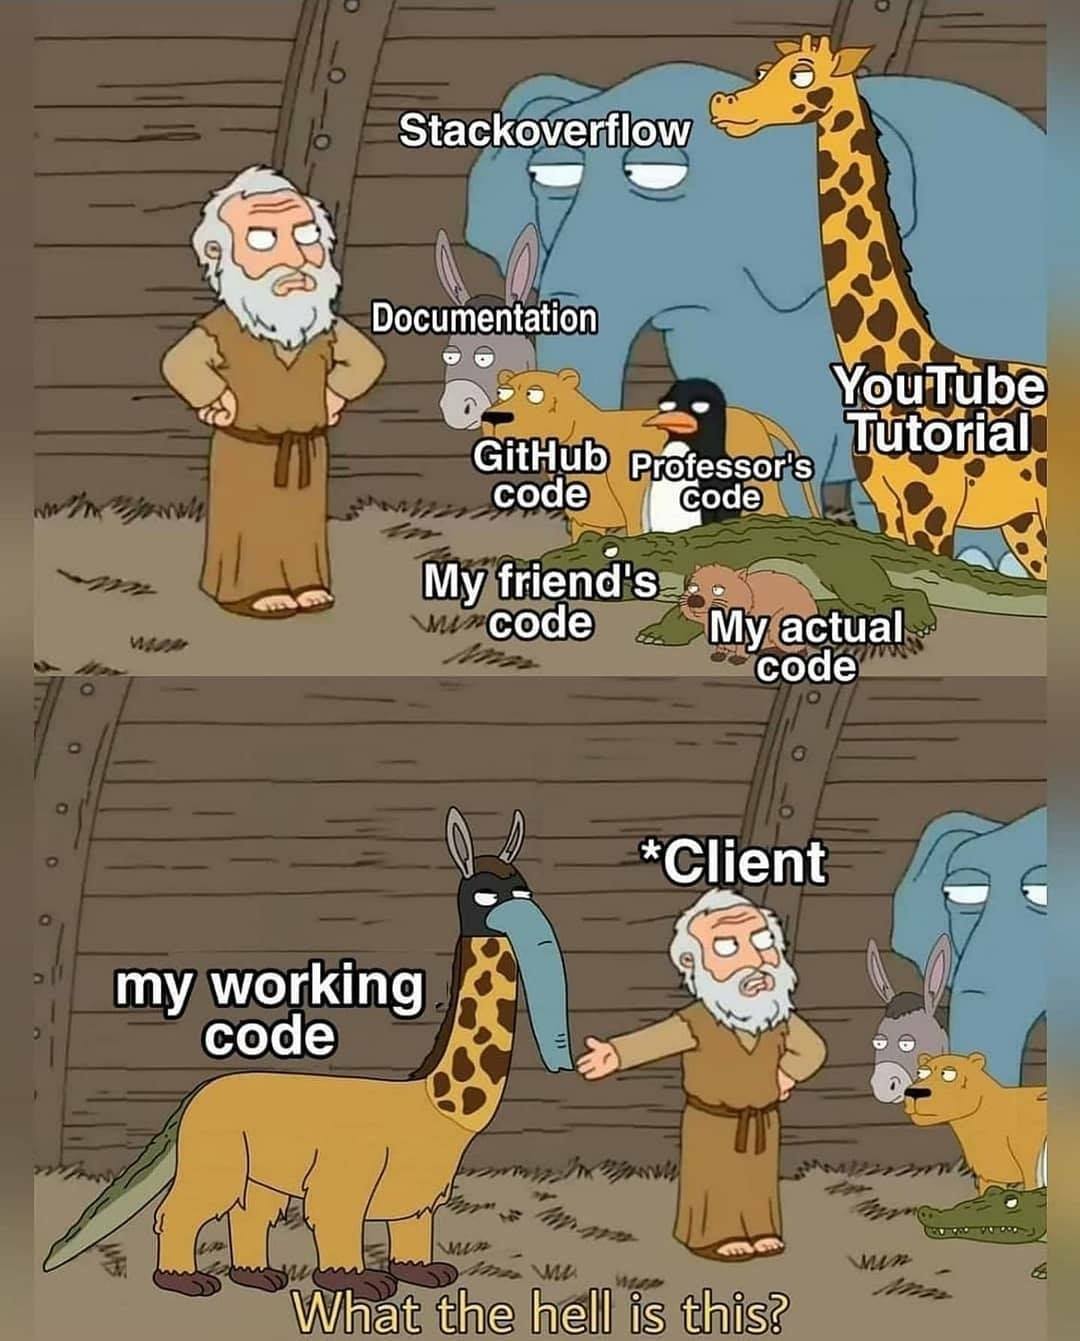 Stackoverflow
Documentation
YouTube
Tutorial
GitHub
code
Professor's
code
My friend's
code
My actual
code
*Client
my working
code
What the hell is this?